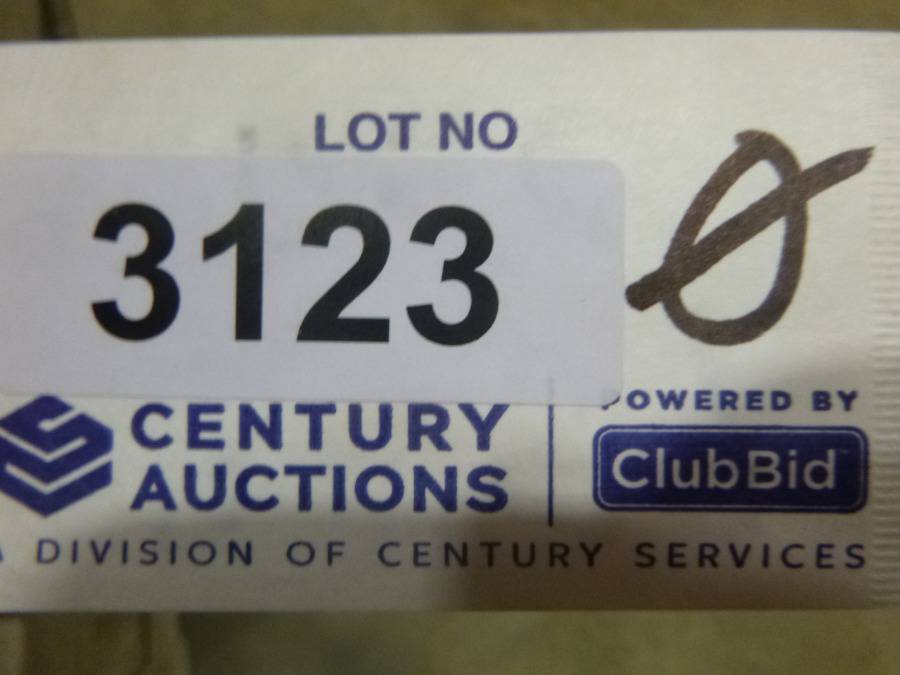 LOT NO
3123 Ø
CENTURY
AUCTIONS
POWERED BY
ClubBid
A DIVISION OF CENTURY SERVICES